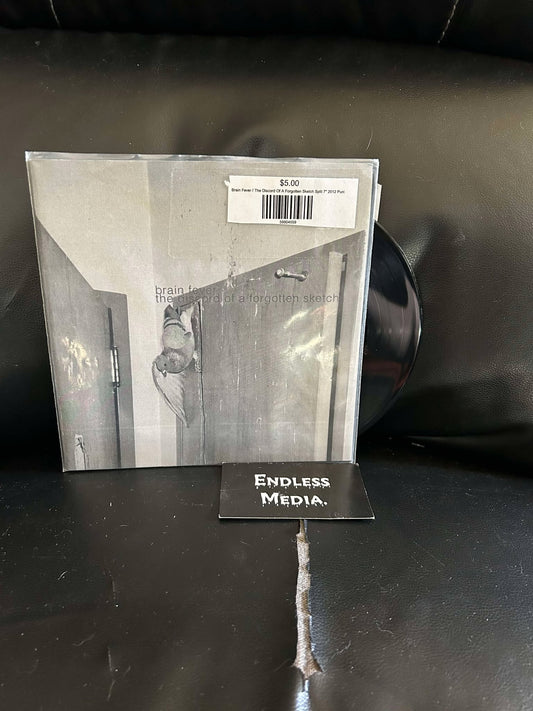 $5.00
Brain Fever / The Discord Of A Forgotten Sketch Split 7" 2012 Punk
brain fever
the discord of a forgotten sketch
Endless
Media.